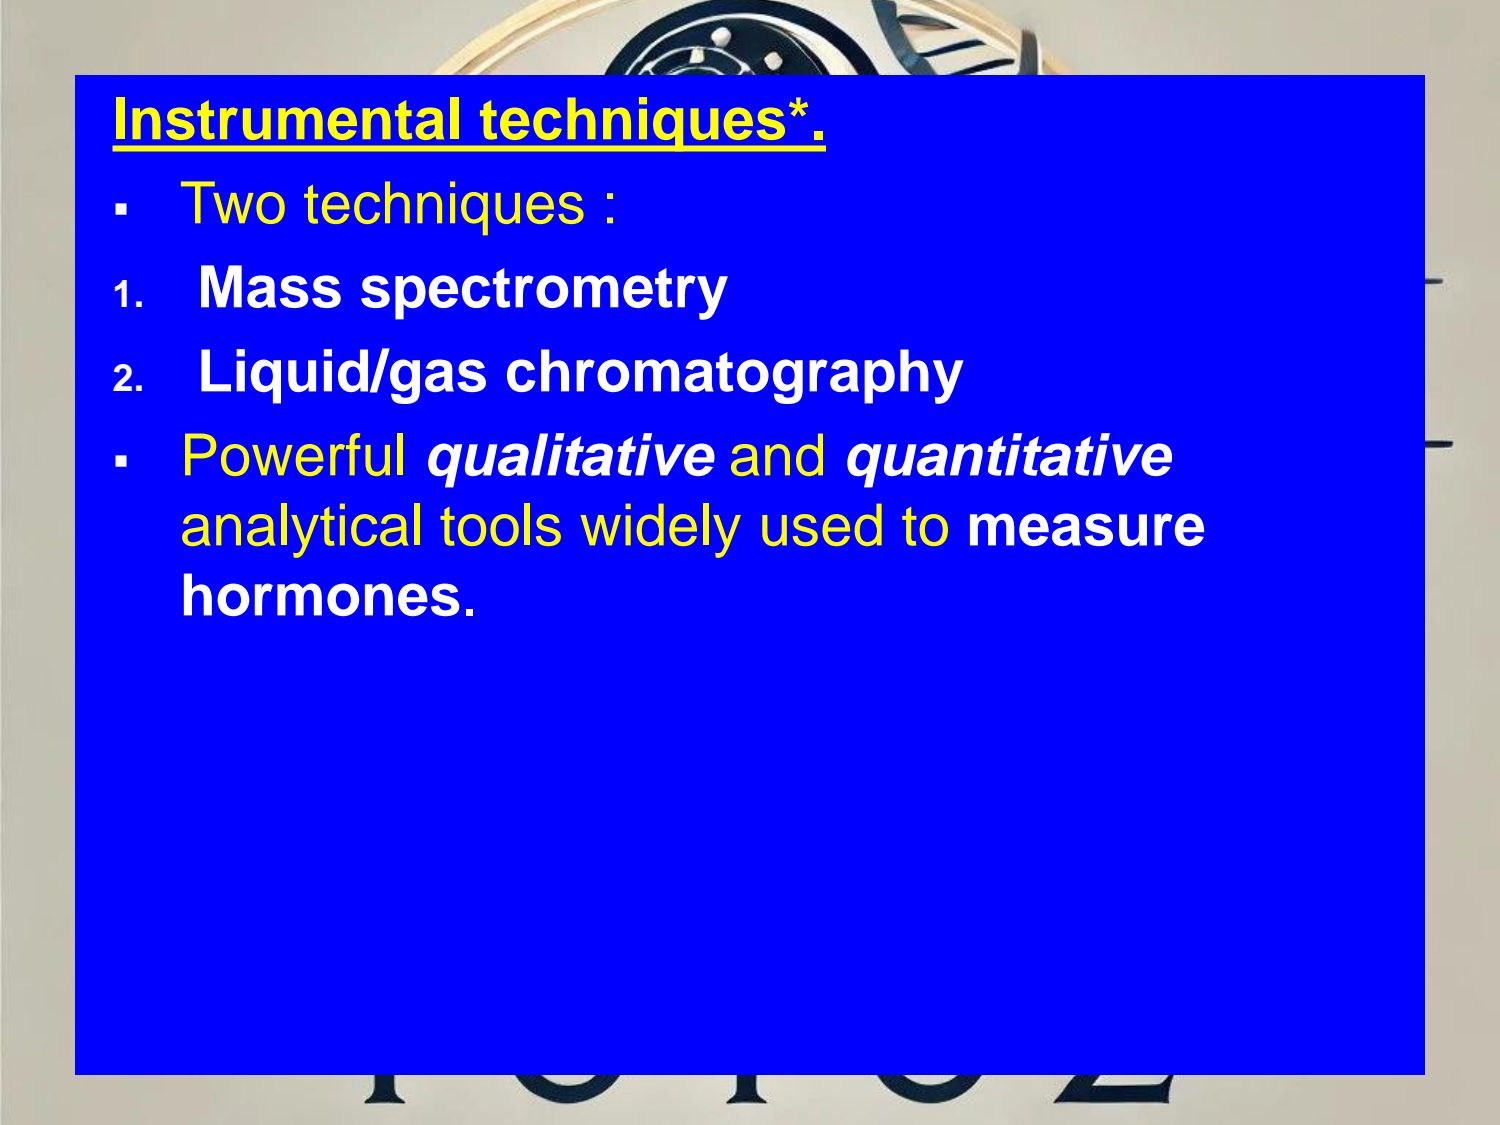 Instrumental techniques*.
▪ Two techniques :
1. Mass spectrometry
2. Liquid/gas chromatography
▪ Powerful qualitative and quantitative
analytical tools widely used to measure
hormones.